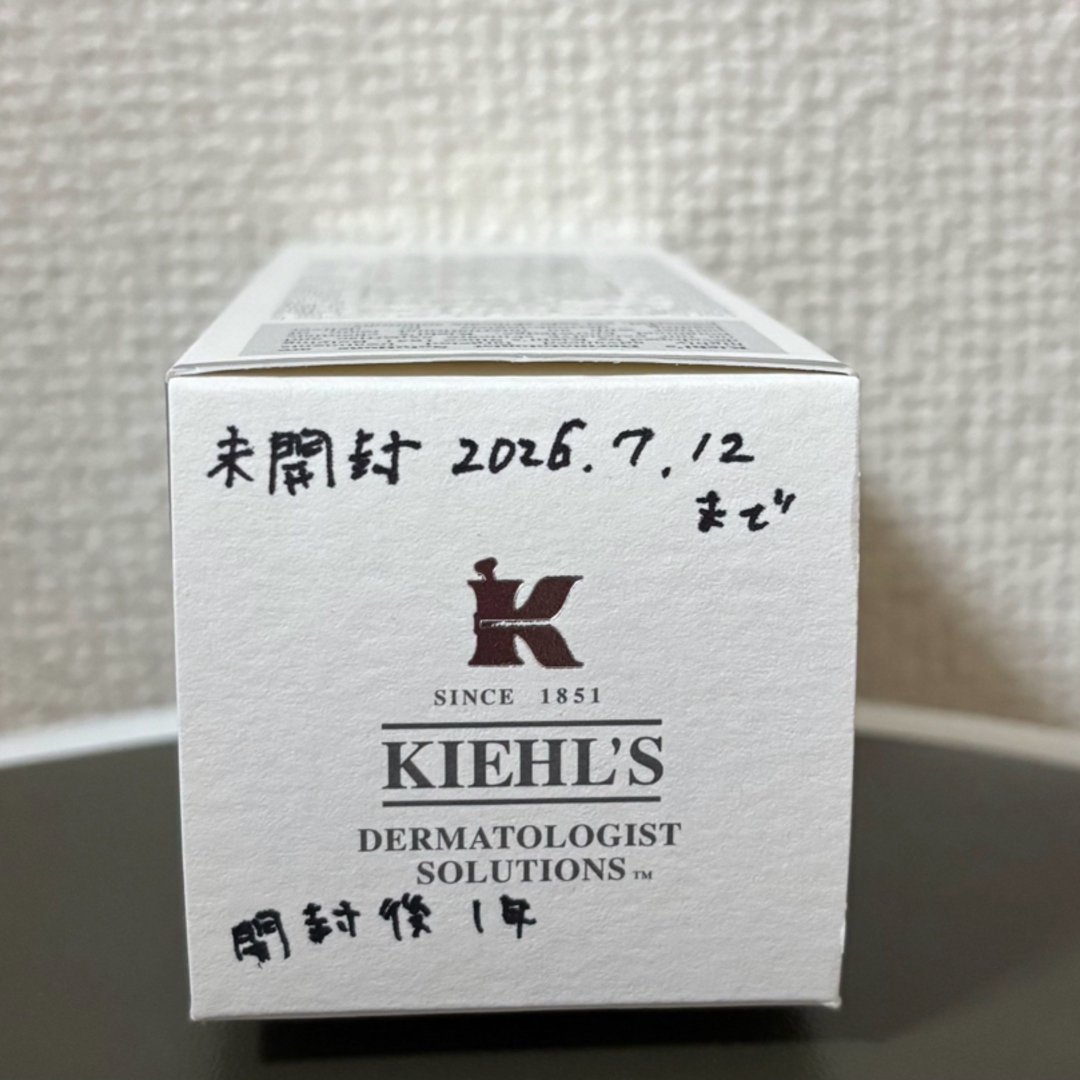 未開封 2026.7.12
まで
K
SINCE 1851
KIEHL'S
DERMATOLOGIST
SOLUTIONS™
開封後 1年